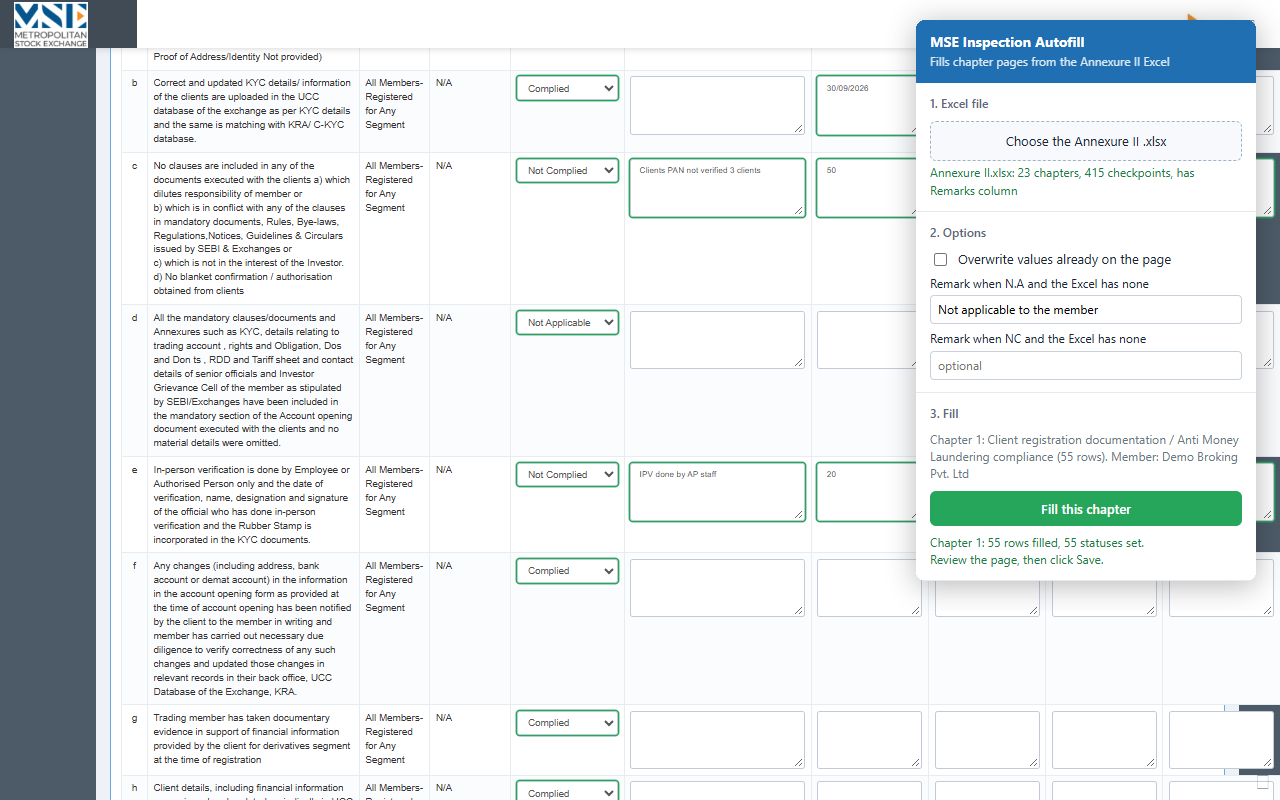 MSE
METROPOLITAN
STOCK EXCHANGE
Proof of Address/Identity Not provided)
b
Correct and updated KYC details/ information
of the clients are uploaded in the UCC
database of the exchange as per KYC details
and the same is matching with KRA/ C-KYC
database.
All Members-
Registered
for Any
Segment
N/A
Complied
30/09/2026
c
No clauses are included in any of the
documents executed with the clients a) which
dilutes responsibility of member or
b) which is in conflict with any of the clauses
in mandatory documents, Rules, Bye-laws,
Regulations,Notices, Guidelines & Circulars
issued by SEBI & Exchanges or
c) which is not in the interest of the Investor.
d) No blanket confirmation / authorisation
obtained from clients
All Members-
Registered
for Any
Segment
N/A
Not Complied
Clients PAN not verified 3 clients
50
d
All the mandatory clauses/documents and
Annexures such as KYC, details relating to
trading account , rights and Obligation, Dos
and Don ts , RDD and Tariff sheet and contact
details of senior officials and Investor
Grievance Cell of the member as stipulated
by SEBI/Exchanges have been included in
the mandatory section of the Account opening
document executed with the clients and no
material details were omitted.
All Members-
Registered
for Any
Segment
N/A
Not Applicable
e
In-person verification is done by Employee or
Authorised Person only and the date of
verification, name, designation and signature
of the official who has done in-person
verification and the Rubber Stamp is
incorporated in the KYC documents.
All Members-
Registered
for Any
Segment
N/A
Not Complied
IPV done by AP staff
20
f
Any changes (including address, bank
account or demat account) in the information
in the account opening form as provided at
the time of account opening has been notified
by the client to the member in writing and
member has carried out necessary due
diligence to verify correctness of any such
changes and updated those changes in
relevant records in their back office, UCC
Database of the Exchange, KRA.
All Members-
Registered
for Any
Segment
N/A
Complied
g
Trading member has taken documentary
evidence in support of financial information
provided by the client for derivatives segment
at the time of registration
All Members-
Registered
for Any
Segment
N/A
Complied
h
Client details, including financial information
All Members-
N/A
Complied
MSE Inspection Autofill
Fills chapter pages from the Annexure II Excel
1. Excel file
Choose the Annexure II .xlsx
Annexure II.xlsx: 23 chapters, 415 checkpoints, has
Remarks column
2. Options
Overwrite values already on the page
Remark when N.A and the Excel has none
Not applicable to the member
Remark when NC and the Excel has none
optional
3. Fill
Chapter 1: Client registration documentation / Anti Money
Laundering compliance (55 rows). Member: Demo Broking
Pvt. Ltd
Fill this chapter
Chapter 1: 55 rows filled, 55 statuses set.
Review the page, then click Save.